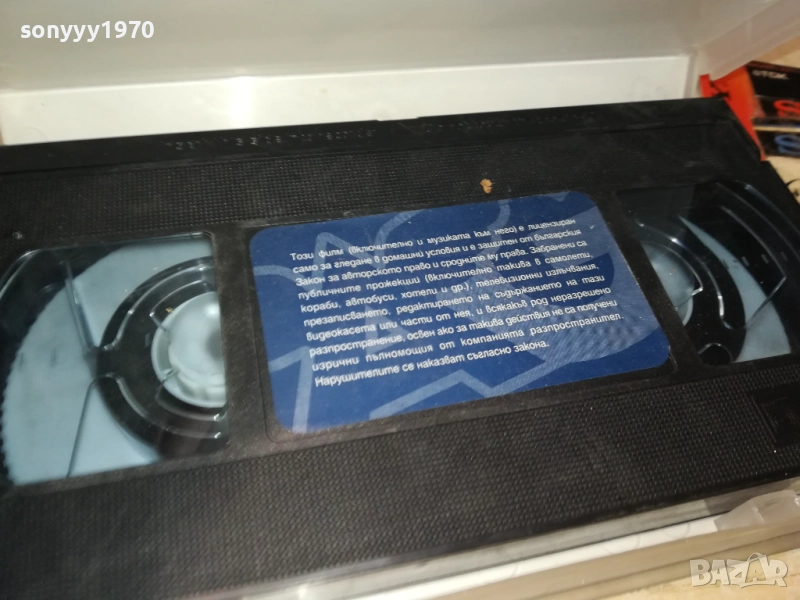 sonyyy1970
TDK
Този филм (включително и музиката към него) е лицензиран
само за гледане в домашни условия и е защитен от българския
Закон за авторското право и сродните му права. Забранени са
публичните прожекции (включително такива в самолети,
кораби, автобуси, хотели и др.), телевизионни излъчвания,
презаписването, редактирането на съдържанието на тази
видеокасета или части от нея, и всякакъв род неразрешено
разпространение, освен ако за такива действия не са получени
изрични пълномощия от компанията разпространител.
Нарушителите се наказват съгласно закона.
BAZAR